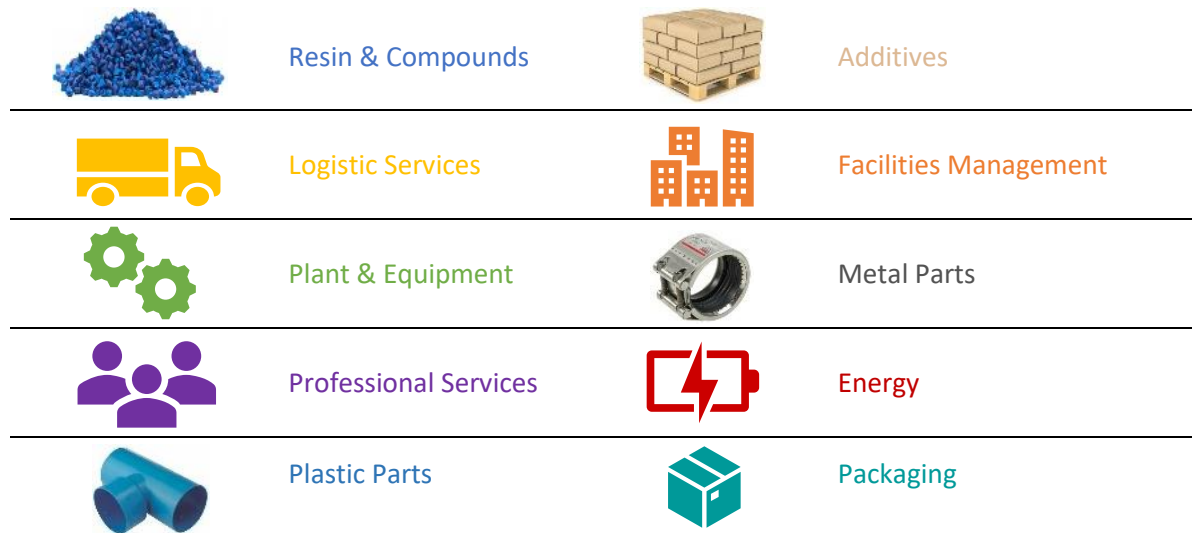 Resin & Compounds
Additives
Logistic Services
Facilities Management
Plant & Equipment
Metal Parts
Professional Services
Energy
Plastic Parts
Packaging